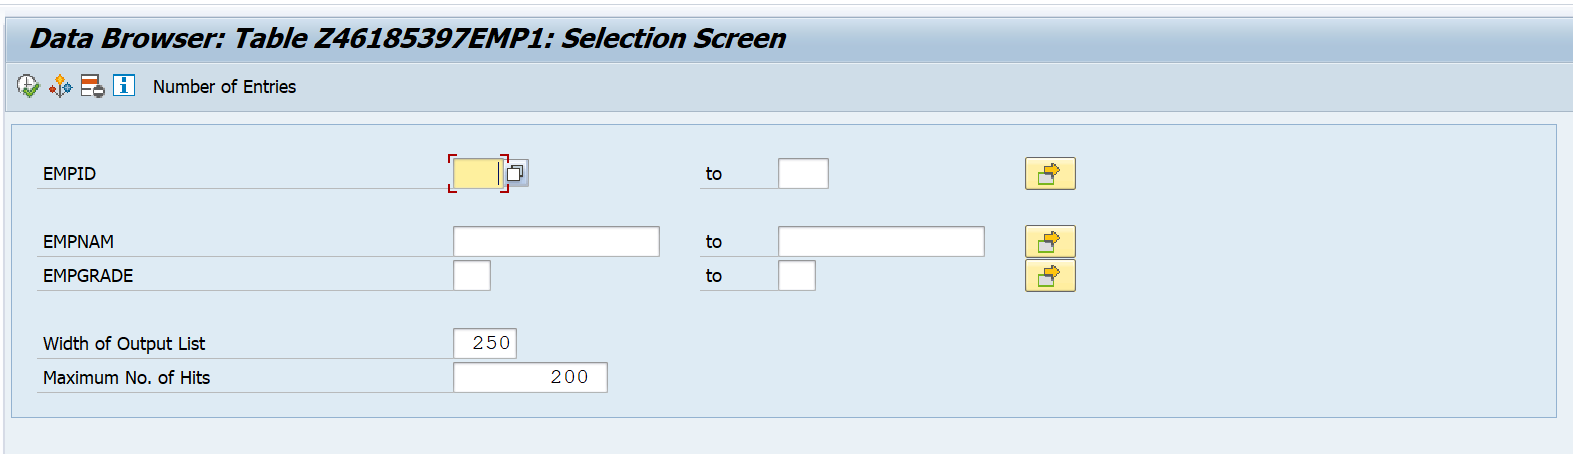 Data Browser: Table Z46185397EMP1: Selection Screen
Number of Entries
EMPID to
EMPNAM to
EMPGRADE to
Width of Output List 250
Maximum No. of Hits 200